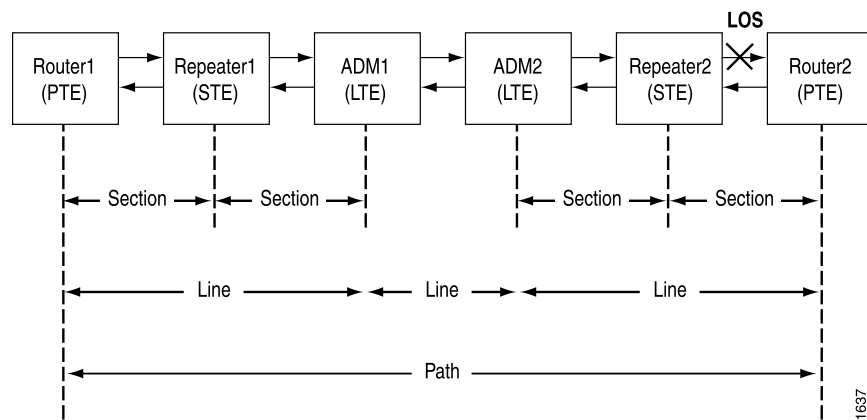 LOS
Router1
(PTE)
Repeater1
(STE)
ADM1
(LTE)
ADM2
(LTE)
Repeater2
(STE)
Router2
(PTE)
Section
Section
Section
Section
Line
Line
Line
Path
1637